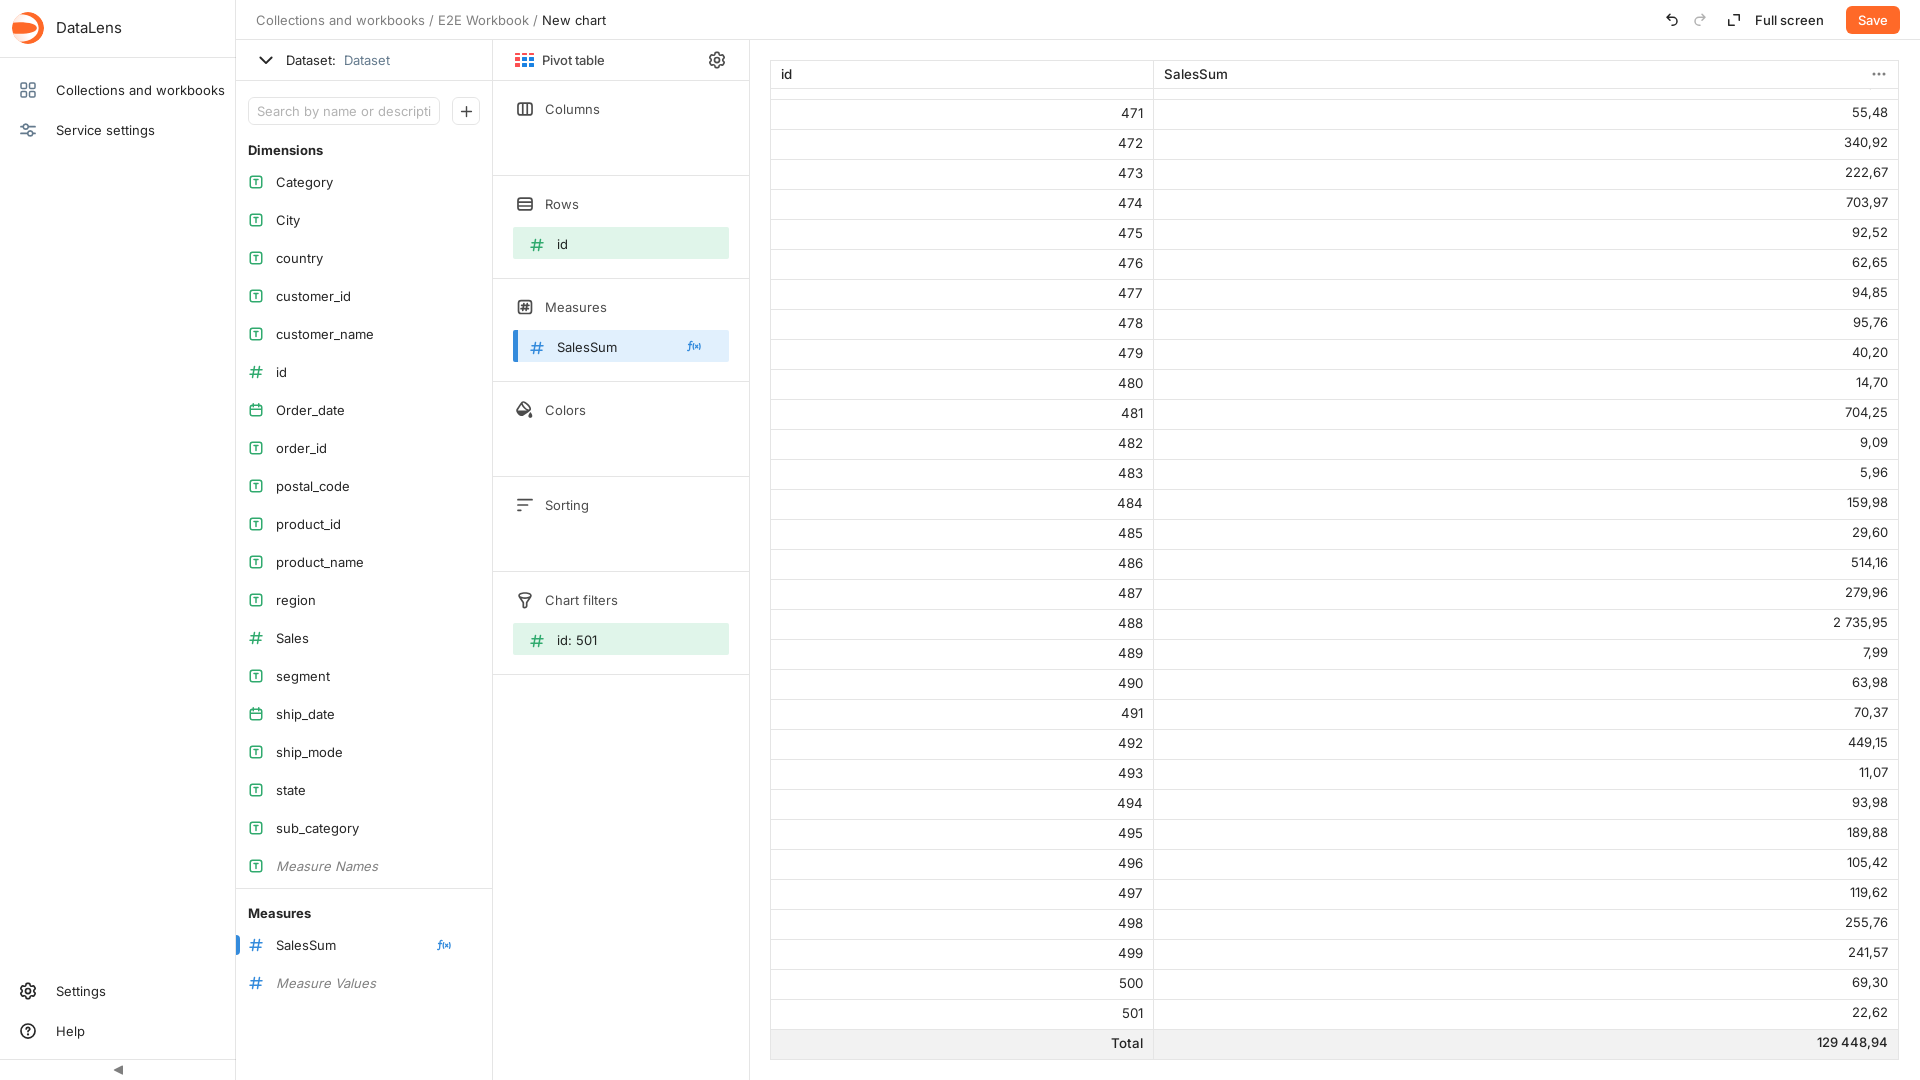 DataLens
Collections and workbooks
Service settings
Settings
Help
Collections and workbooks / E2E Workbook / New chart
Full screen
Save
Dataset: Dataset
Search by name or descripti
Dimensions
Category
City
country
customer_id
customer_name
id
Order_date
order_id
postal_code
product_id
product_name
region
Sales
segment
ship_date
ship_mode
state
sub_category
Measure Names
Measures
SalesSum
Measure Values
Pivot table
Columns
Rows
id
Measures
SalesSum
Colors
Sorting
Chart filters
id: 501
id SalesSum
471 55,48
472 340,92
473 222,67
474 703,97
475 92,52
476 62,65
477 94,85
478 95,76
479 40,20
480 14,70
481 704,25
482 9,09
483 5,96
484 159,98
485 29,60
486 514,16
487 279,96
488 2 735,95
489 7,99
490 63,98
491 70,37
492 449,15
493 11,07
494 93,98
495 189,88
496 105,42
497 119,62
498 255,76
499 241,57
500 69,30
501 22,62
Total 129 448,94